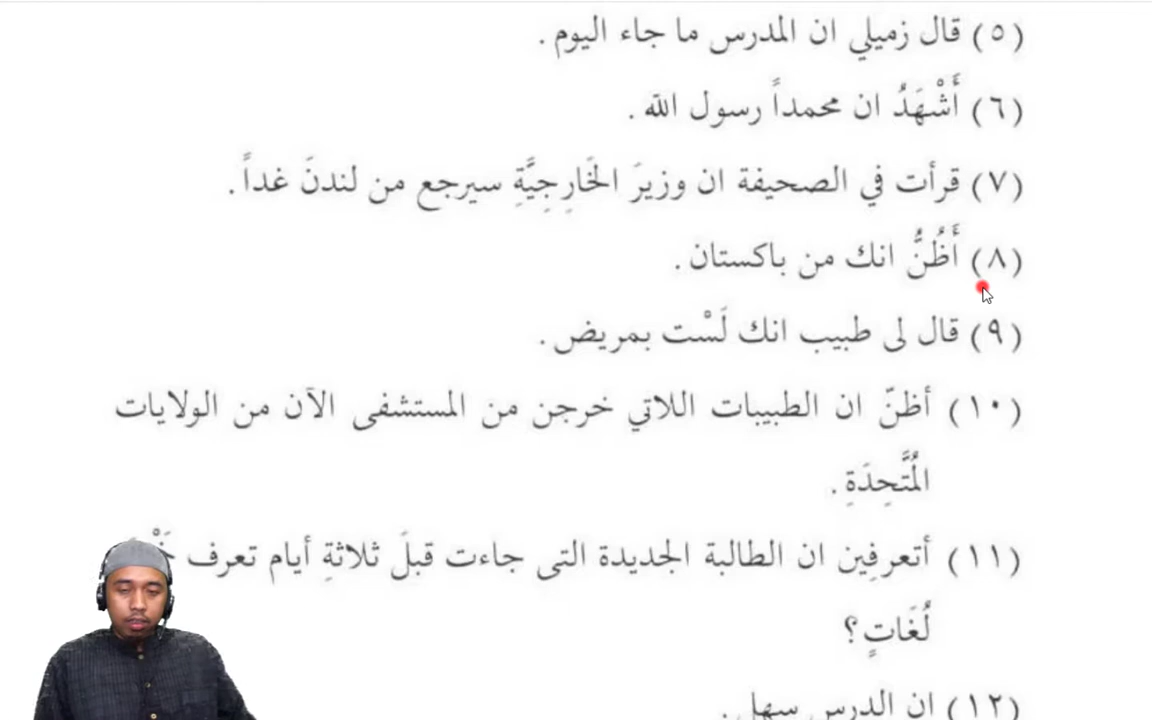 (٥) قال زميلي ان المدرس ما جاء اليوم .
(٦) أَشْهَدُ ان محمداً رسول الله .
(٧) قرأت في الصحيفة ان وزيرَ الخَارِجِيَّةِ سيرجع من لندنَ غداً .
(٨) أَظُنُّ انك من باكستان .
(٩) قال لى طبيب انك لَسْت بمريض .
(١٠) أظنّ ان الطبيبات اللاتي خرجن من المستشفى الآن من الولايات
المُتَّحِدَةِ .
(١١) أتعرفِين ان الطالبة الجديدة التى جاءت قبلَ ثلاثةِ أيام تعرف
لُغَاتٍ ؟
(١٢) ان الدرس سهل .